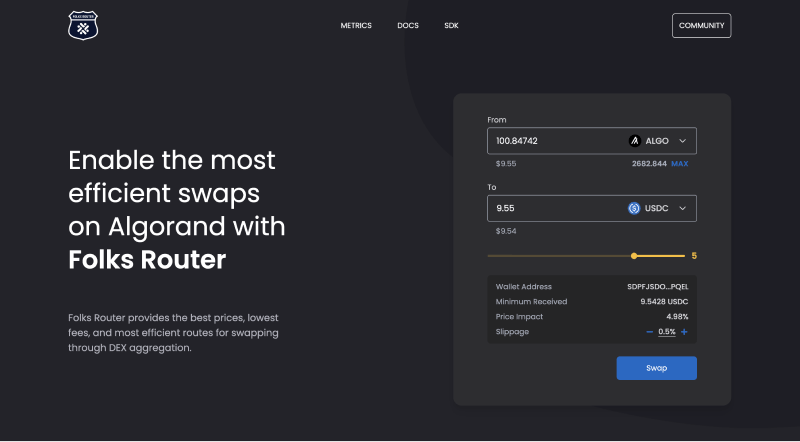 FOLKS ROUTER
METRICS
DOCS
SDK
COMMUNITY
Enable the most
efficient swaps
on Algorand with
Folks Router
Folks Router provides the best prices, lowest
fees, and most efficient routes for swapping
through DEX aggregation.
From
100.84742 ALGO
$9.55 2682.844 MAX
To
9.55 USDC
$9.54
5
Wallet Address SDPFJSDO...PQEL
Minimum Received 9.5428 USDC
Price Impact 4.98%
Slippage − 0.5% +
Swap